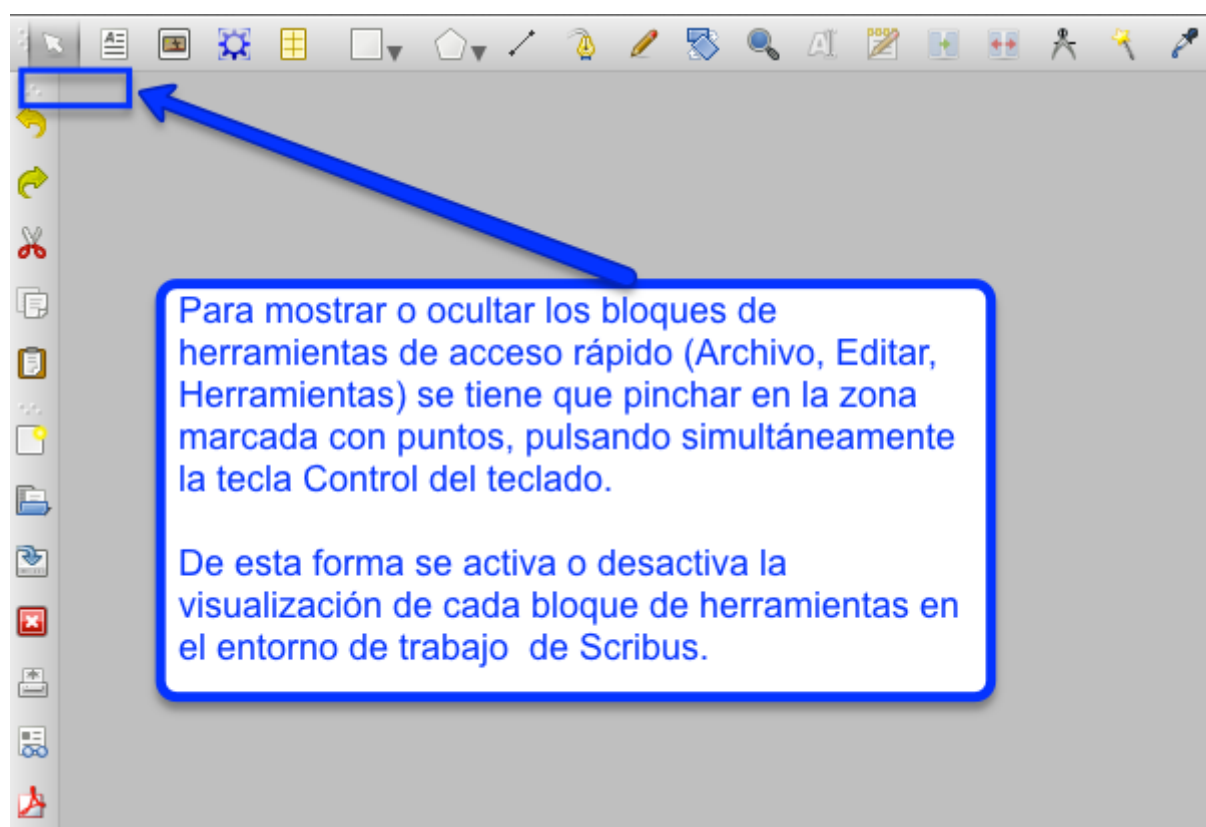 Para mostrar o ocultar los bloques de
herramientas de acceso rápido (Archivo, Editar,
Herramientas) se tiene que pinchar en la zona
marcada con puntos, pulsando simultáneamente
la tecla Control del teclado.
De esta forma se activa o desactiva la
visualización de cada bloque de herramientas en
el entorno de trabajo  de Scribus.